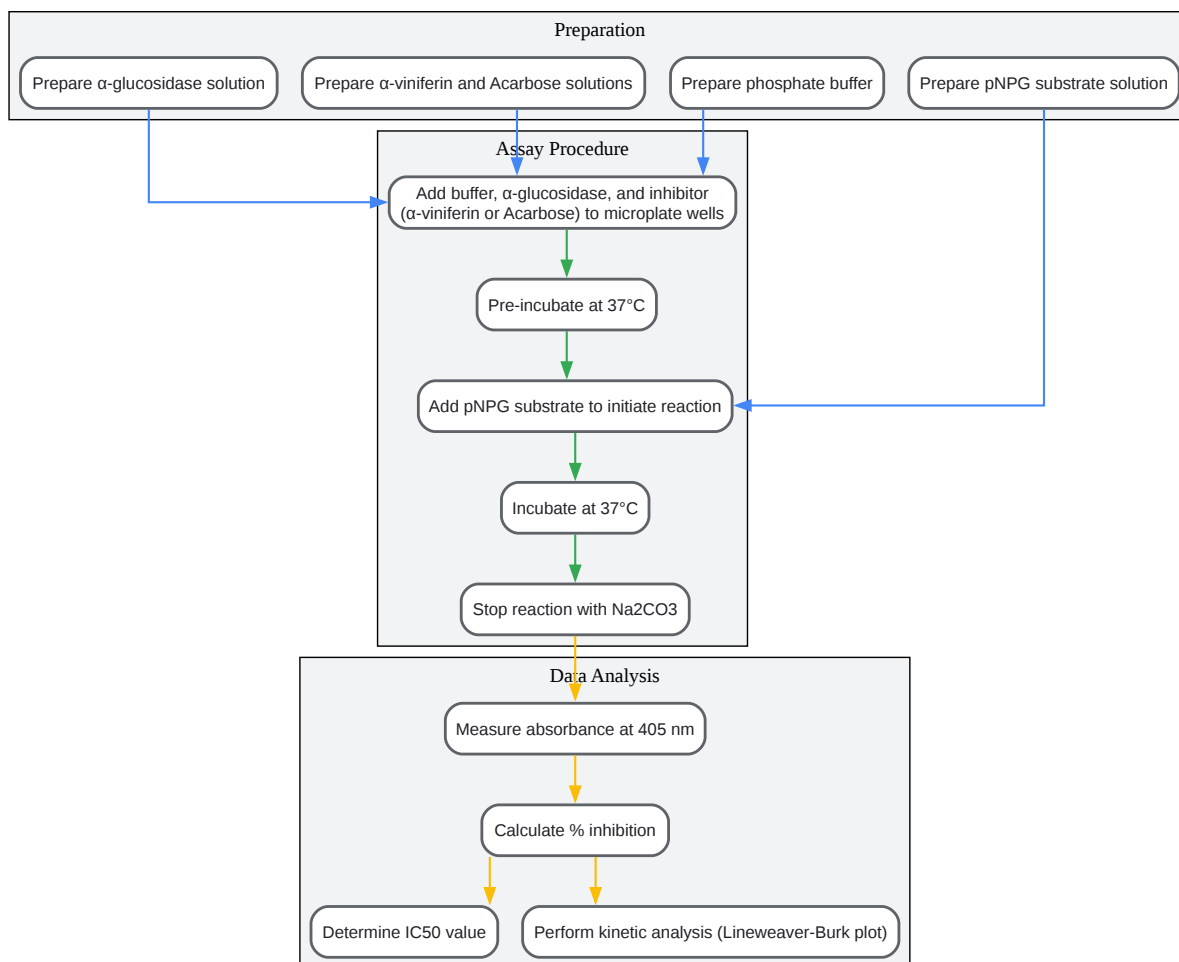 Preparation
Prepare α-glucosidase solution
Prepare α-viniferin and Acarbose solutions
Prepare phosphate buffer
Prepare pNPG substrate solution
Assay Procedure
Add buffer, α-glucosidase, and inhibitor
(α-viniferin or Acarbose) to microplate wells
Pre-incubate at 37°C
Add pNPG substrate to initiate reaction
Incubate at 37°C
Stop reaction with Na2CO3
Data Analysis
Measure absorbance at 405 nm
Calculate % inhibition
Determine IC50 value
Perform kinetic analysis (Lineweaver-Burk plot)